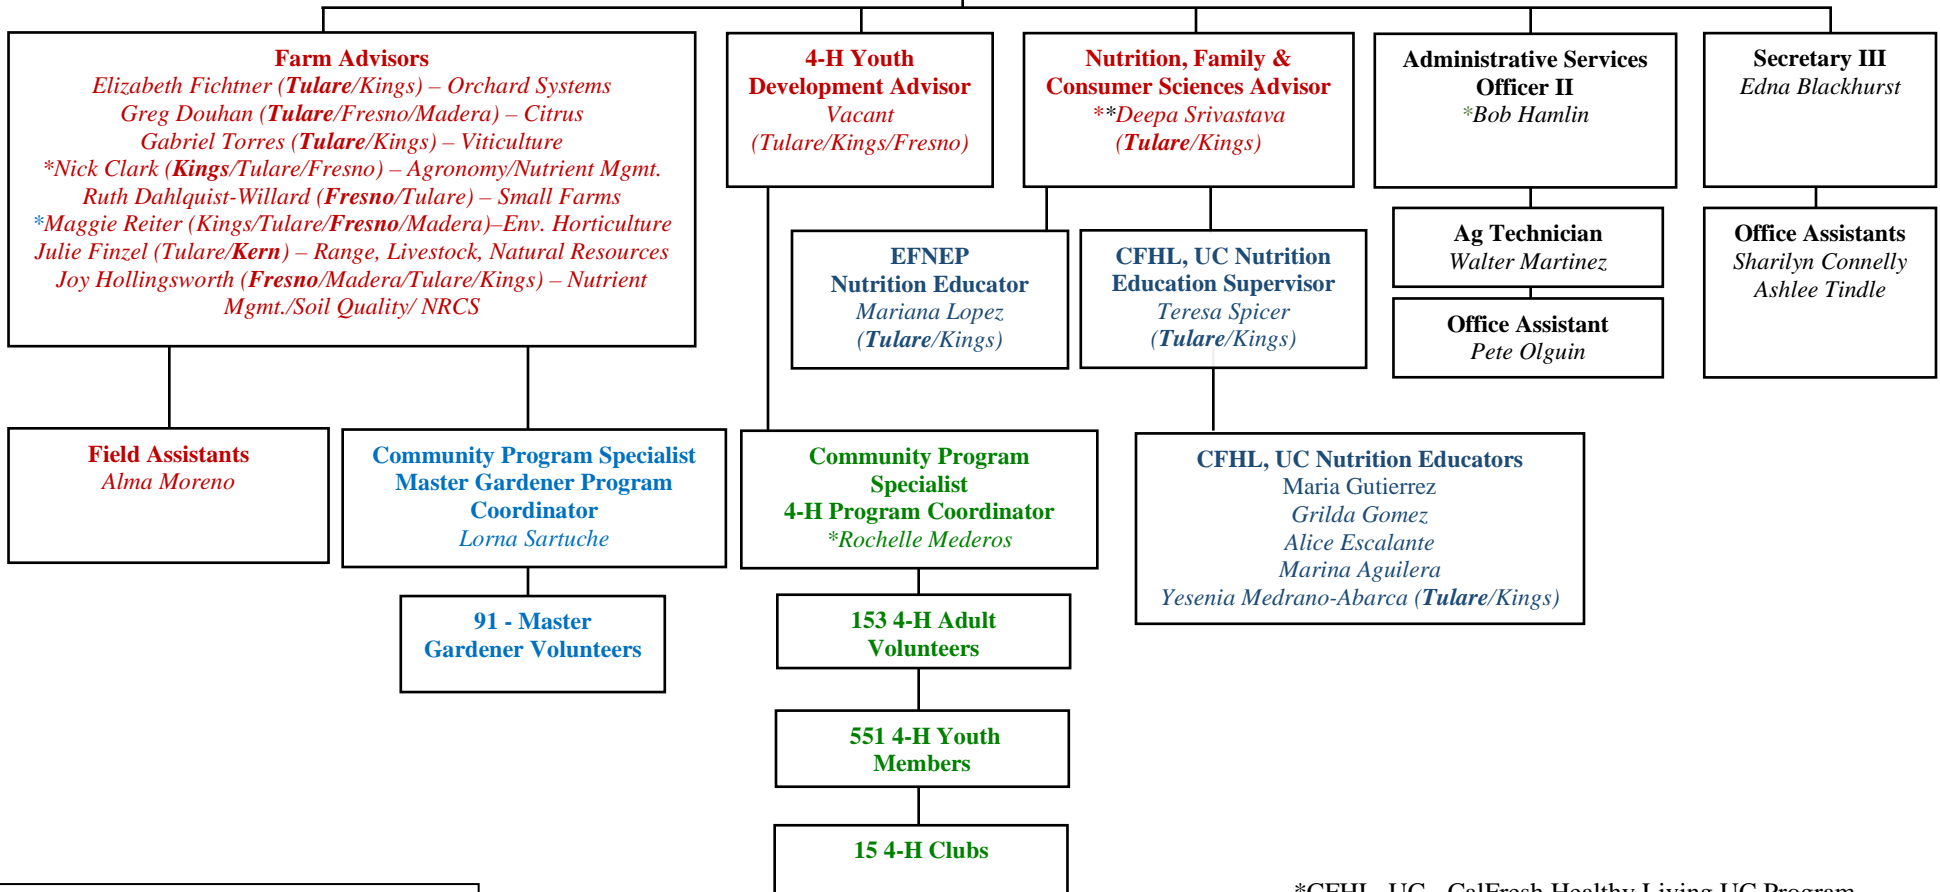 Farm Advisors
Elizabeth Fichtner (Tulare/Kings) – Orchard Systems
Greg Douhan (Tulare/Fresno/Madera) – Citrus
Gabriel Torres (Tulare/Kings) – Viticulture
*Nick Clark (Kings/Tulare/Fresno) – Agronomy/Nutrient Mgmt.
Ruth Dahlquist-Willard (Fresno/Tulare) – Small Farms
*Maggie Reiter (Kings/Tulare/Fresno/Madera)–Env. Horticulture
Julie Finzel (Tulare/Kern) – Range, Livestock, Natural Resources
Joy Hollingsworth (Fresno/Madera/Tulare/Kings) – Nutrient
Mgmt./Soil Quality/ NRCS
4-H Youth
Development Advisor
Vacant
(Tulare/Kings/Fresno)
Nutrition, Family &
Consumer Sciences Advisor
**Deepa Srivastava
(Tulare/Kings)
Administrative Services
Officer II
*Bob Hamlin
Secretary III
Edna Blackhurst
EFNEP
Nutrition Educator
Mariana Lopez
(Tulare/Kings)
CFHL, UC Nutrition
Education Supervisor
Teresa Spicer
(Tulare/Kings)
Ag Technician
Walter Martinez
Office Assistant
Pete Olguin
Office Assistants
Sharilyn Connelly
Ashlee Tindle
Field Assistants
Alma Moreno
Community Program Specialist
Master Gardener Program
Coordinator
Lorna Sartuche
Community Program
Specialist
4-H Program Coordinator
*Rochelle Mederos
CFHL, UC Nutrition Educators
Maria Gutierrez
Grilda Gomez
Alice Escalante
Marina Aguilera
Yesenia Medrano-Abarca (Tulare/Kings)
91 - Master
Gardener Volunteers
153 4-H Adult
Volunteers
551 4-H Youth
Members
15 4-H Clubs
*CFHL, UC - CalFresh Healthy Living UC Program